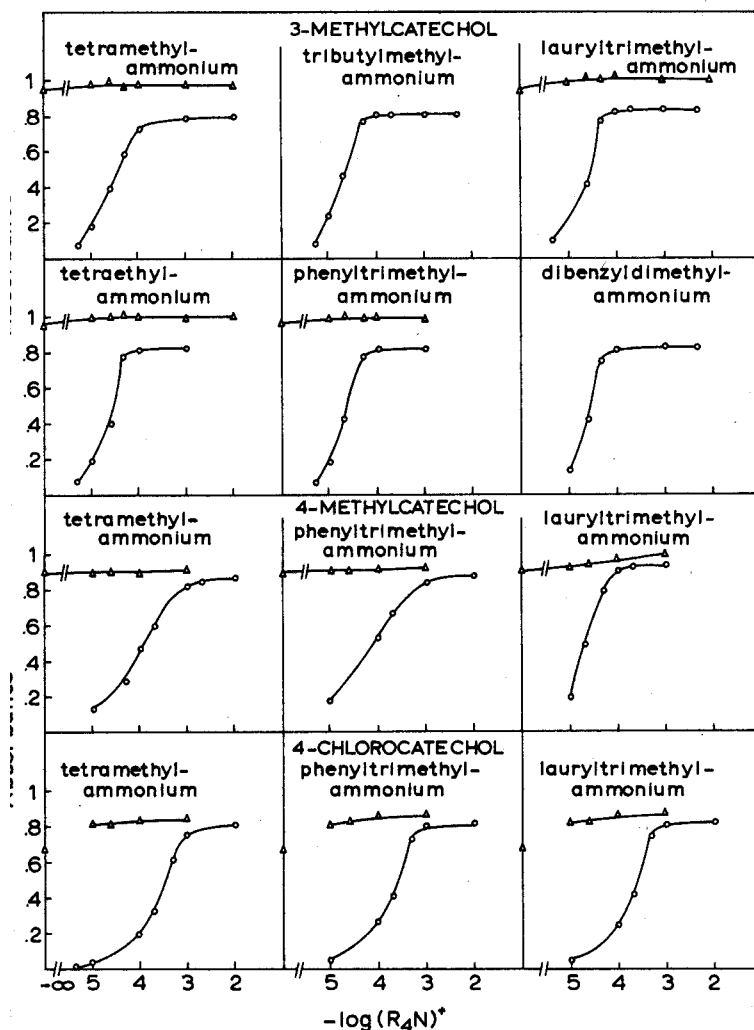 3-METHYLCATECHOL
tetramethyl-
ammonium
tributylmethyl-
ammonium
lauryltrimethyl-
ammonium
1
.8
.6
.4
.2
tetraethyl-
ammonium
phenyltrimethyl-
ammonium
dibenzyldimethyl-
ammonium
1
.8
.6
.4
.2
4-METHYLCATECHOL
tetramethyl-
ammonium
phenyltrimethyl-
ammonium
lauryltrimethyl-
ammonium
1
.8
.6
.4
.2
4-CHLOROCATECHOL
tetramethyl-
ammonium
phenyltrimethyl-
ammonium
lauryltrimethyl-
ammonium
1
.8
.6
.4
.2
-∞ 5 4 3 2 5 4 3 2 5 4 3 2
-log (R₄N)⁺